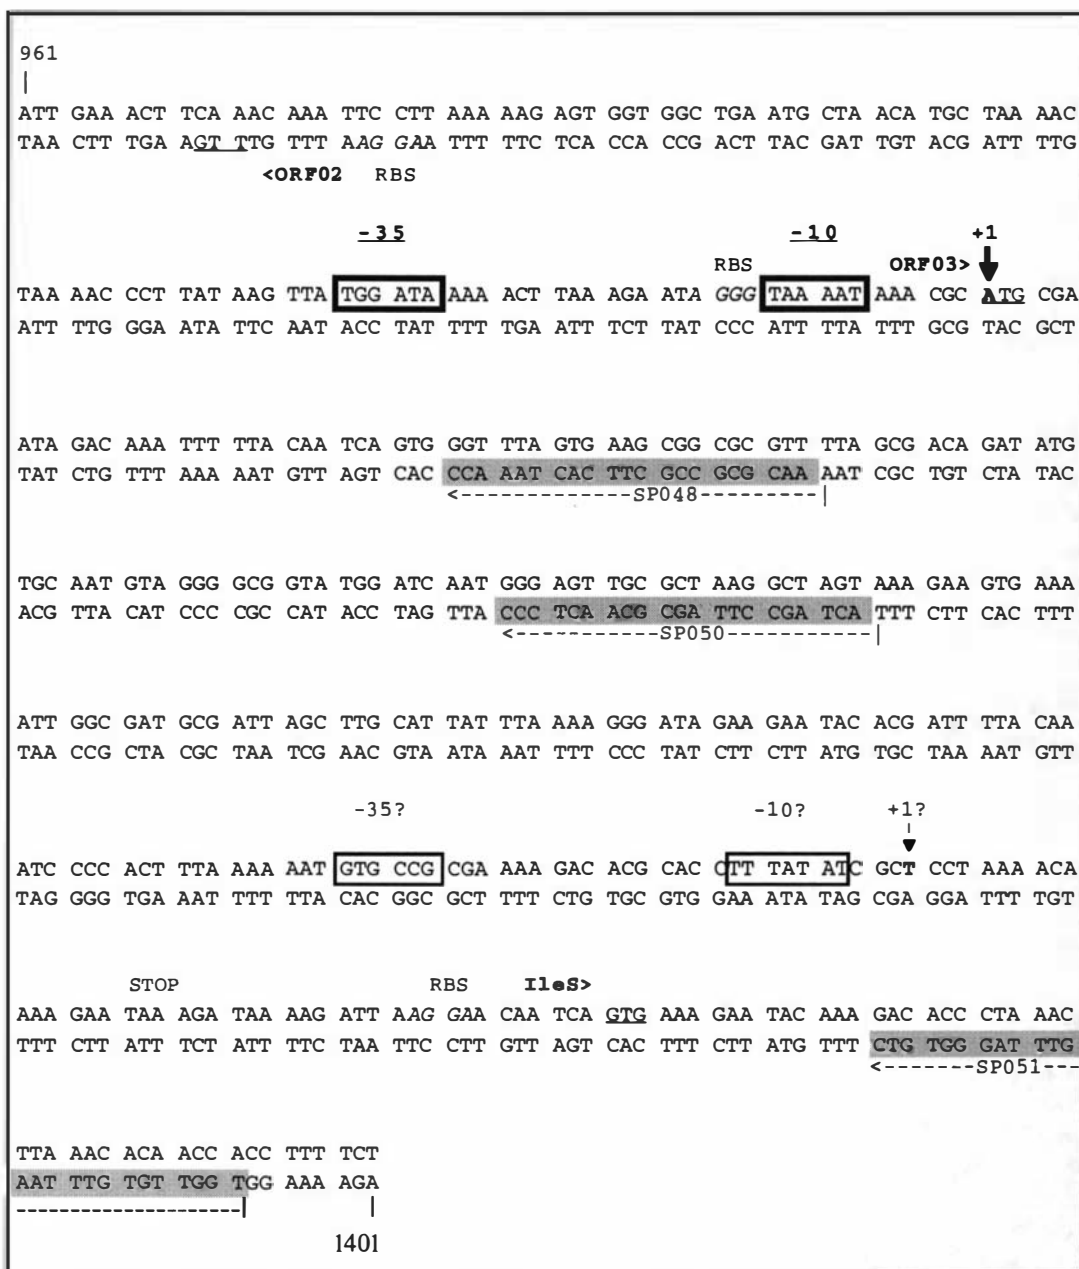 961
|
ATT GAA ACT TCA AAC AAA TTC CTT AAA AAG AGT GGT GGC TGA ATG CTA ACA TGC TAA AAC
TAA CTT TGA AGT TTG TTT AAG GAA TTT TTC TCA CCA CCG ACT TAC GAT TGT ACG ATT TTG
<ORF02 RBS
-35 -10 +1
RBS ORF03>
TAA AAC CCT TAT AAG TTA TGG ATA AAA ACT TAA AGA ATA GGG TAA AAT AAA CGC ATG CGA
ATT TTG GGA ATA TTC AAT ACC TAT TTT TGA ATT TCT TAT CCC ATT TTA TTT GCG TAC GCT
ATA GAC AAA TTT TTA CAA TCA GTG GGT TTA GTG AAG CGG CGC GTT TTA GCG ACA GAT ATG
TAT CTG TTT AAA AAT GTT AGT CAC CCA AAT CAC TTC GCC GCG CAA AAT CGC TGT CTA TAC
<-------------SP048---------|
TGC AAT GTA GGG GCG GTA TGG ATC AAT GGG AGT TGC GCT AAG GCT AGT AAA GAA GTG AAA
ACG TTA CAT CCC CGC CAT ACC TAG TTA CCC TCA ACG CGA TTC CGA TCA TTT CTT CAC TTT
<-----------SP050-----------|
ATT GGC GAT GCG ATT AGC TTG CAT TAT TTA AAA GGG ATA GAA GAA TAC ACG ATT TTA CAA
TAA CCG CTA CGC TAA TCG AAC GTA ATA AAT TTT CCC TAT CTT CTT ATG TGC TAA AAT GTT
-35? -10? +1?
ATC CCC ACT TTA AAA AAT GTG CCG CGA AAA GAC ACG CAC CTT TAT ATC GCT CCT AAA ACA
TAG GGG TGA AAT TTT TTA CAC GGC GCT TTT CTG TGC GTG GAA ATA TAG CGA GGA TTT TGT
STOP RBS IleS>
AAA GAA TAA AGA TAA AAG ATT AAG GAA CAA TCA GTG AAA GAA TAC AAA GAC ACC CTA AAC
TTT CTT ATT TCT ATT TTC TAA TTC CTT GTT AGT CAC TTT CTT ATG TTT CTG TGG GAT TTG
<-------SP051---
TTA AAC ACA ACC ACC TTT TCT
AAT TTG TGT TGG TGG AAA AGA
-----------------| |
1401